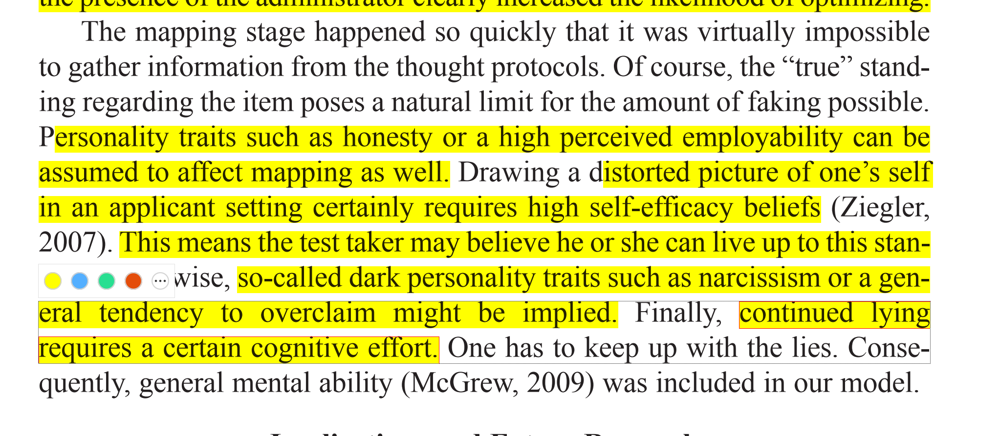 the presence of the administrator clearly increased the likelihood of optimizing.
The mapping stage happened so quickly that it was virtually impossible
to gather information from the thought protocols. Of course, the “true” stand-
ing regarding the item poses a natural limit for the amount of faking possible.
Personality traits such as honesty or a high perceived employability can be
assumed to affect mapping as well. Drawing a distorted picture of one’s self
in an applicant setting certainly requires high self-efficacy beliefs (Ziegler,
2007). This means the test taker may believe he or she can live up to this stan-
wise, so-called dark personality traits such as narcissism or a gen-
eral tendency to overclaim might be implied. Finally, continued lying
requires a certain cognitive effort. One has to keep up with the lies. Conse-
quently, general mental ability (McGrew, 2009) was included in our model.